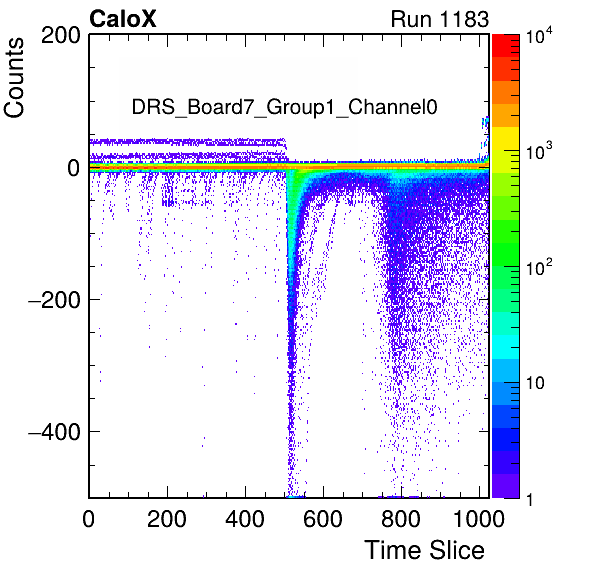 CaloX Run 1183
Counts
200
0
−200
−400
DRS_Board7_Group1_Channel0
0 200 400 600 800 1000
Time Slice
10^4
10^3
10^2
10
1